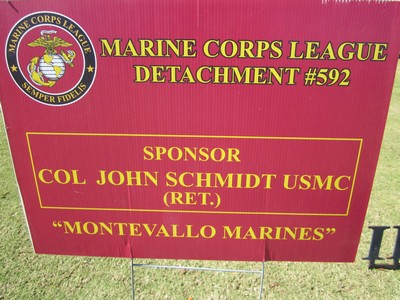 MARINE CORPS LEAGUE
SEMPER FIDELIS
MARINE CORPS LEAGUE
DETACHMENT #592
SPONSOR
COL JOHN SCHMIDT USMC
(RET.)
"MONTEVALLO MARINES"